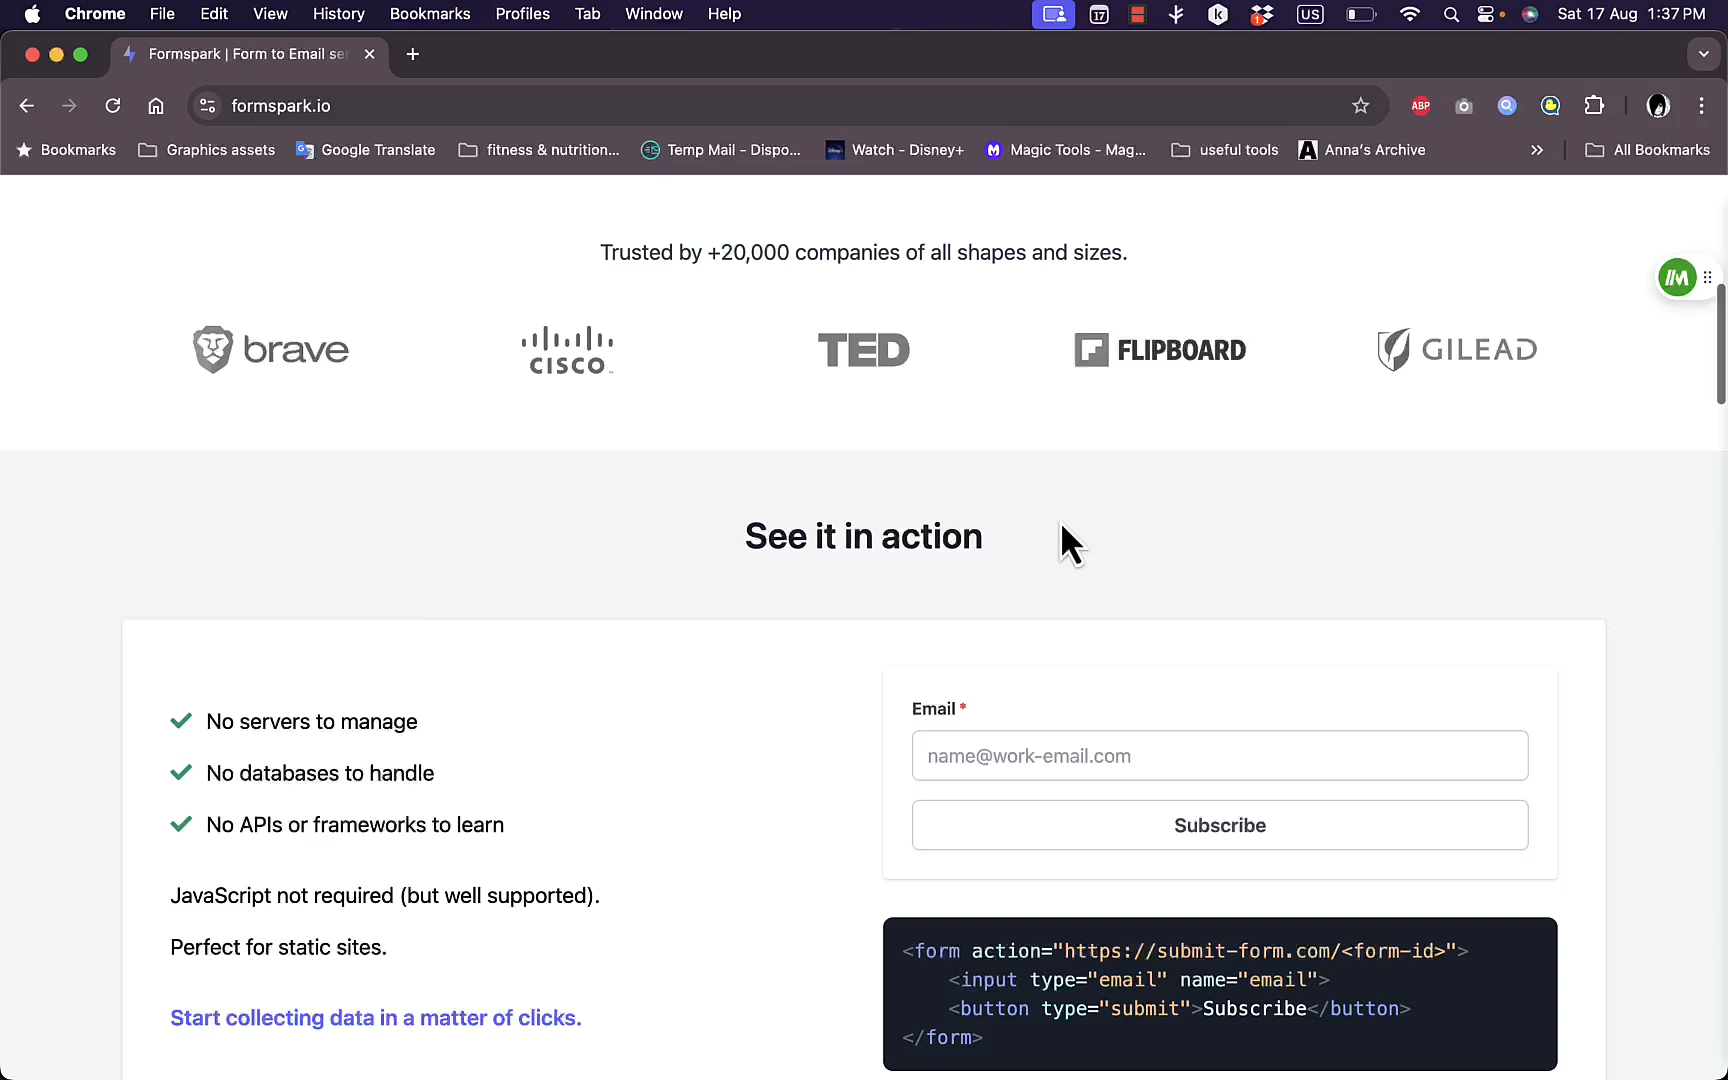 Chrome File Edit View History Bookmarks Profiles Tab Window Help 17 US Sat 17 Aug 1:37 PM
Formspark | Form to Email se
formspark.io ABP
Bookmarks Graphics assets Google Translate fitness & nutrition... Temp Mail - Dispo... Watch - Disney+ Magic Tools - Mag... useful tools Anna's Archive All Bookmarks
Trusted by +20,000 companies of all shapes and sizes.
brave CISCO TED FLIPBOARD GILEAD
See it in action
No servers to manage
No databases to handle
No APIs or frameworks to learn
JavaScript not required (but well supported).
Perfect for static sites.
Start collecting data in a matter of clicks.
Email *
name@work-email.com
Subscribe
<form action="https://submit-form.com/<form-id>">
<input type="email" name="email">
<button type="submit">Subscribe</button>
</form>